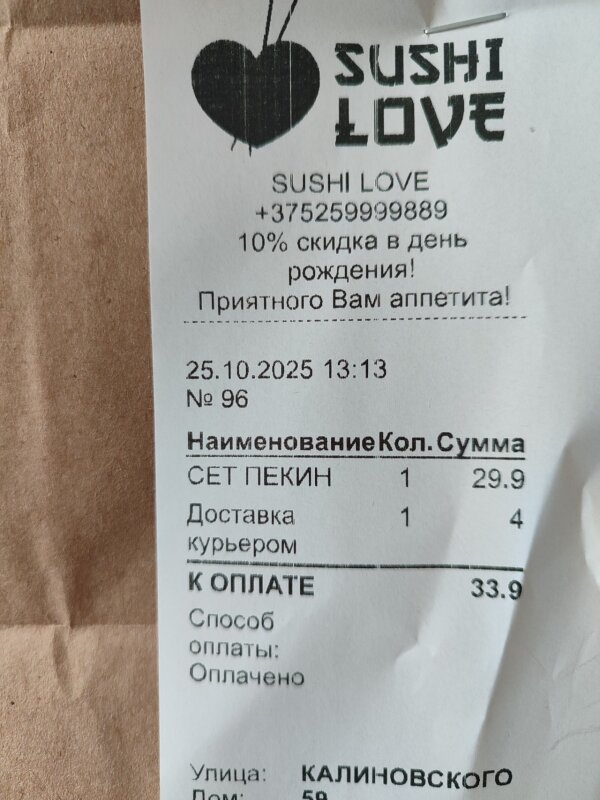 SUSHI
LOVE
SUSHI LOVE
+375259999889
10% скидка в день
рождения!
Приятного Вам аппетита!
25.10.2025 13:13
№ 96
Наименование Кол. Сумма
СЕТ ПЕКИН 1 29.9
Доставка 1 4
курьером
К ОПЛАТЕ 33.9
Способ
оплаты:
Оплачено
Улица: КАЛИНОВСКОГО
Дом: 59